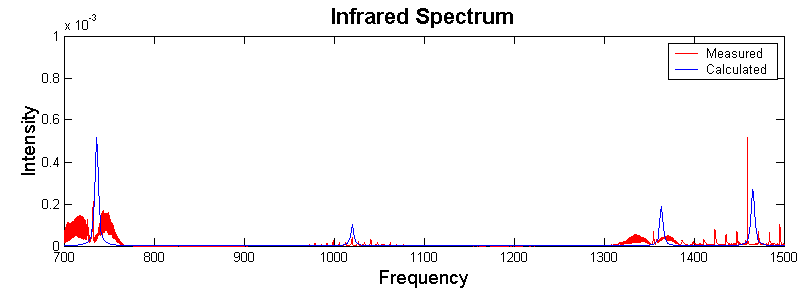 Infrared Spectrum
x 10⁻³
1
0.8
0.6
0.4
0.2
0
Intensity
Measured
Calculated
700 800 900 1000 1100 1200 1300 1400 1500
Frequency